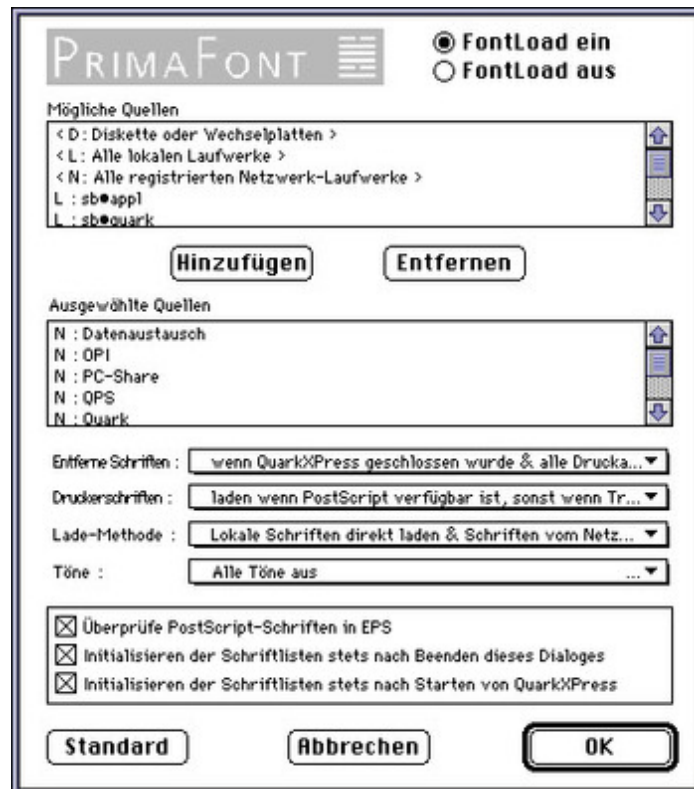 PRIMAFONT
FontLoad ein
FontLoad aus
Mögliche Quellen
< D: Diskette oder Wechselplatten >
< L: Alle lokalen Laufwerke >
< N: Alle registrierten Netzwerk-Laufwerke >
L : sb●appl
L : sb●quark
Hinzufügen
Entfernen
Ausgewählte Quellen
N : Datenaustausch
N : OPI
N : PC-Share
N : QPS
N : Quark
Entferne Schriften : wenn QuarkXPress geschlossen wurde & alle Drucka...
Druckerschriften : laden wenn PostScript verfügbar ist, sonst wenn Tr...
Lade-Methode : Lokale Schriften direkt laden & Schriften vom Netz...
Töne : Alle Töne aus ...
Überprüfe PostScript-Schriften in EPS
Initialisieren der Schriftlisten stets nach Beenden dieses Dialoges
Initialisieren der Schriftlisten stets nach Starten von QuarkXPress
Standard
Abbrechen
OK